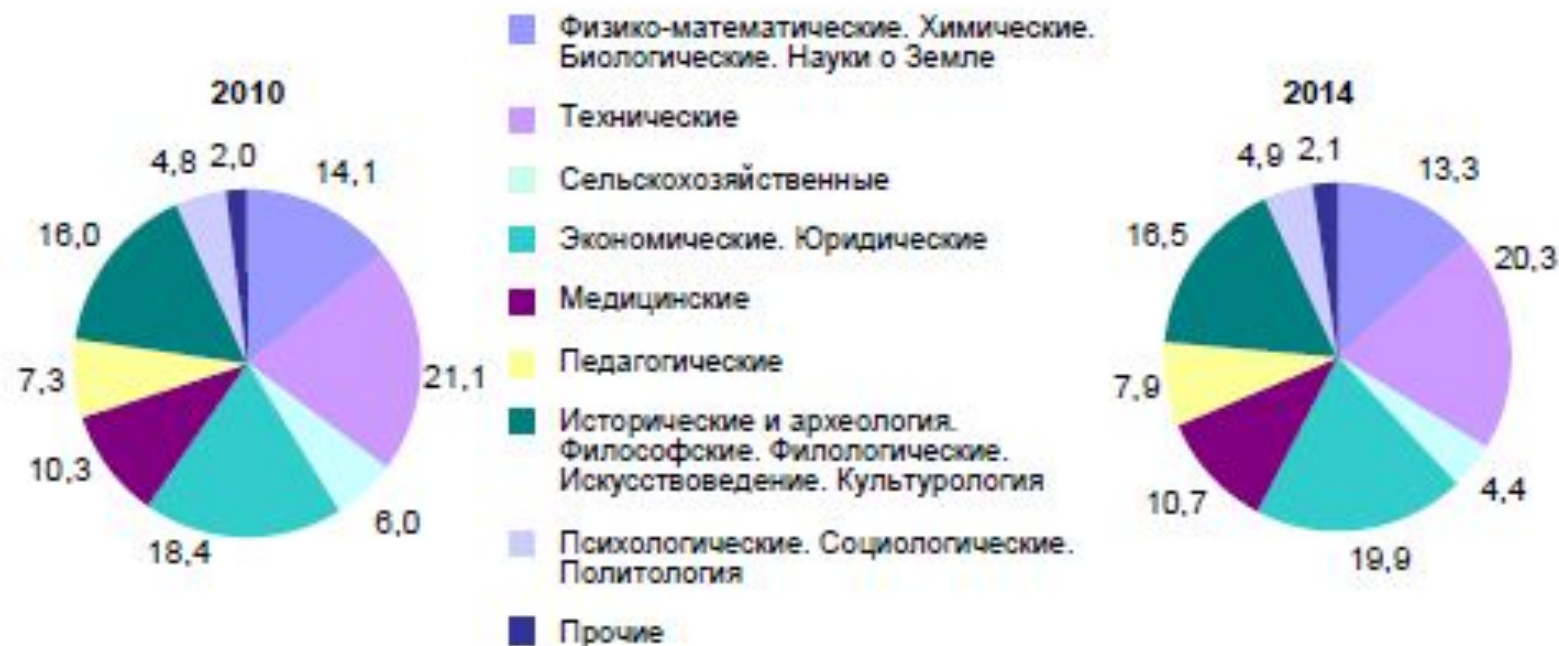 2010
4,8
2,0
14,1
16,0
21,1
7,3
10,3
6,0
18,4
Физико-математические. Химические.
Биологические. Науки о Земле
Технические
Сельскохозяйственные
Экономические. Юридические
Медицинские
Педагогические
Исторические и археология.
Философские. Филологические.
Искусствоведение. Культурология
Психологические. Социологические.
Политология
Прочие
2014
4,9
2,1
13,3
16,5
20,3
7,9
10,7
4,4
19,9